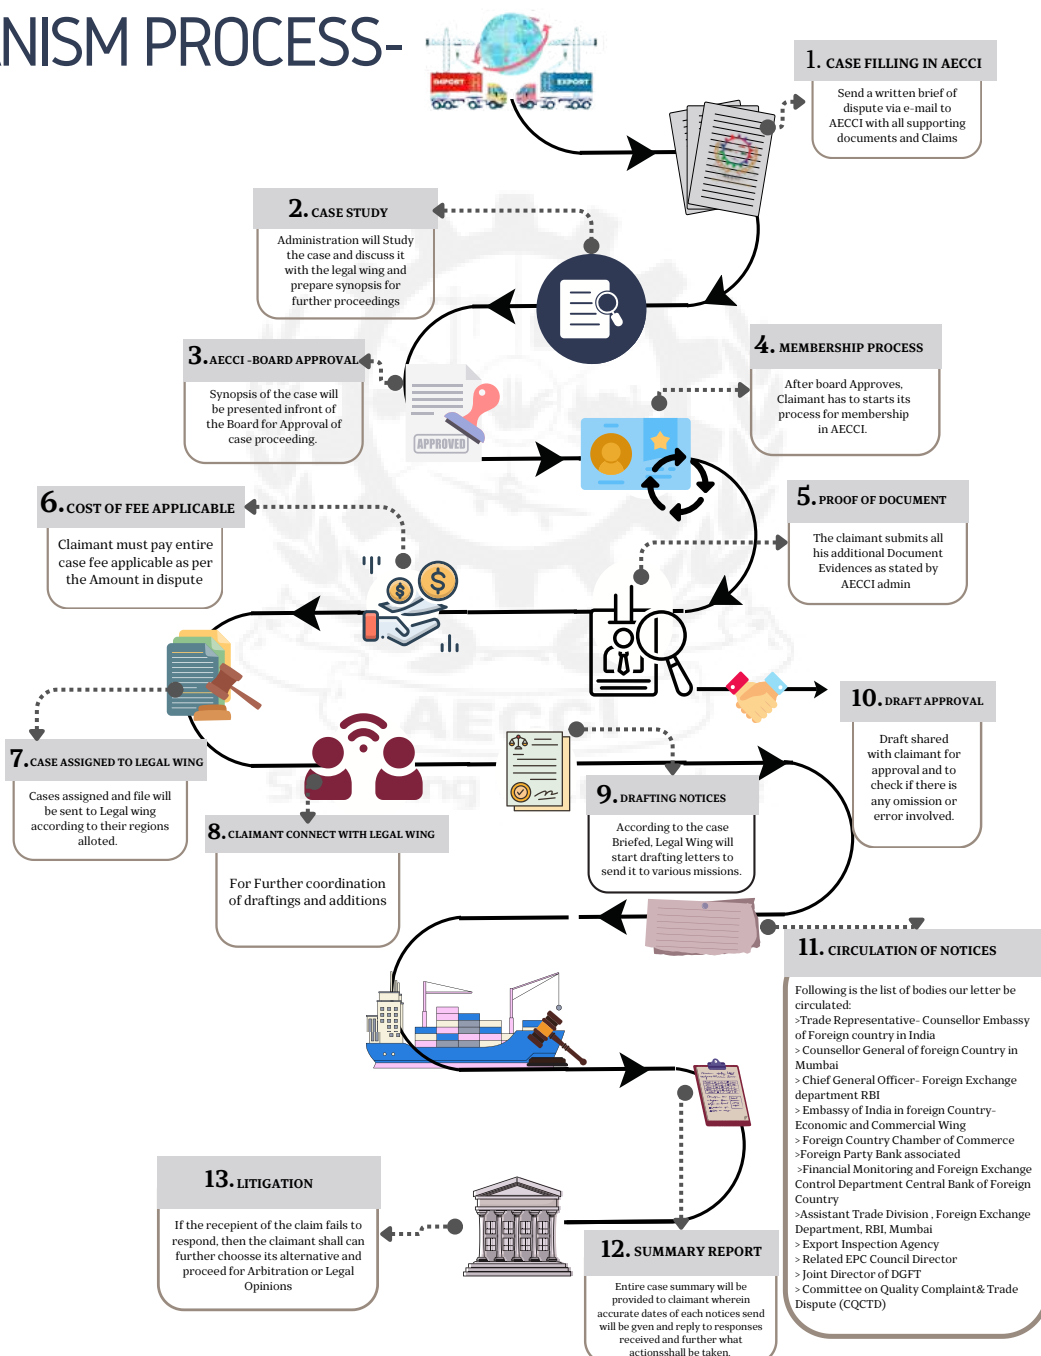 ANISM PROCESS-
IMPORT
EXPORT
1. CASE FILLING IN AECCI
Send a written brief of
dispute via e-mail to
AECCI with all supporting
documents and Claims
2. CASE STUDY
Administration will Study
the case and discuss it
with the legal wing and
prepare synopsis for
further proceedings
3. AECCI -BOARD APPROVAL
Synopsis of the case will
be presented infront of
the Board for Approval of
case proceeding.
APPROVED
4. MEMBERSHIP PROCESS
After board Approves,
Claimant has to starts its
process for membership
in AECCI.
5. PROOF OF DOCUMENT
The claimant submits all
his additional Document
Evidences as stated by
AECCI admin
6. COST OF FEE APPLICABLE
Claimant must pay entire
case fee applicable as per
the Amount in dispute
7. CASE ASSIGNED TO LEGAL WING
Cases assigned and file will
be sent to Legal wing
according to their regions
alloted.
AECCI
8. CLAIMANT CONNECT WITH LEGAL WING
For Further coordination
of draftings and additions
9. DRAFTING NOTICES
According to the case
Briefed, Legal Wing will
start drafting letters to
send it to various missions.
10. DRAFT APPROVAL
Draft shared
with claimant for
approval and to
check if there is
any omission or
error involved.
11. CIRCULATION OF NOTICES
Following is the list of bodies our letter be
circulated:
>Trade Representative- Counsellor Embassy
of Foreign country in India
> Counsellor General of foreign Country in
Mumbai
> Chief General Officer- Foreign Exchange
department RBI
> Embassy of India in foreign Country-
Economic and Commercial Wing
> Foreign Country Chamber of Commerce
>Foreign Party Bank associated
>Financial Monitoring and Foreign Exchange
Control Department Central Bank of Foreign
Country
>Assistant Trade Division , Foreign Exchange
Department, RBI, Mumbai
> Export Inspection Agency
> Related EPC Council Director
> Joint Director of DGFT
> Committee on Quality Complaint& Trade
Dispute (CQCTD)
12. SUMMARY REPORT
Entire case summary will be
provided to claimant wherein
accurate dates of each notices send
will be gven and reply to responses
received and further what
actionsshall be taken.
13. LITIGATION
If the recepient of the claim fails to
respond, then the claimant shall can
further choosse its alternative and
proceed for Arbitration or Legal
Opinions